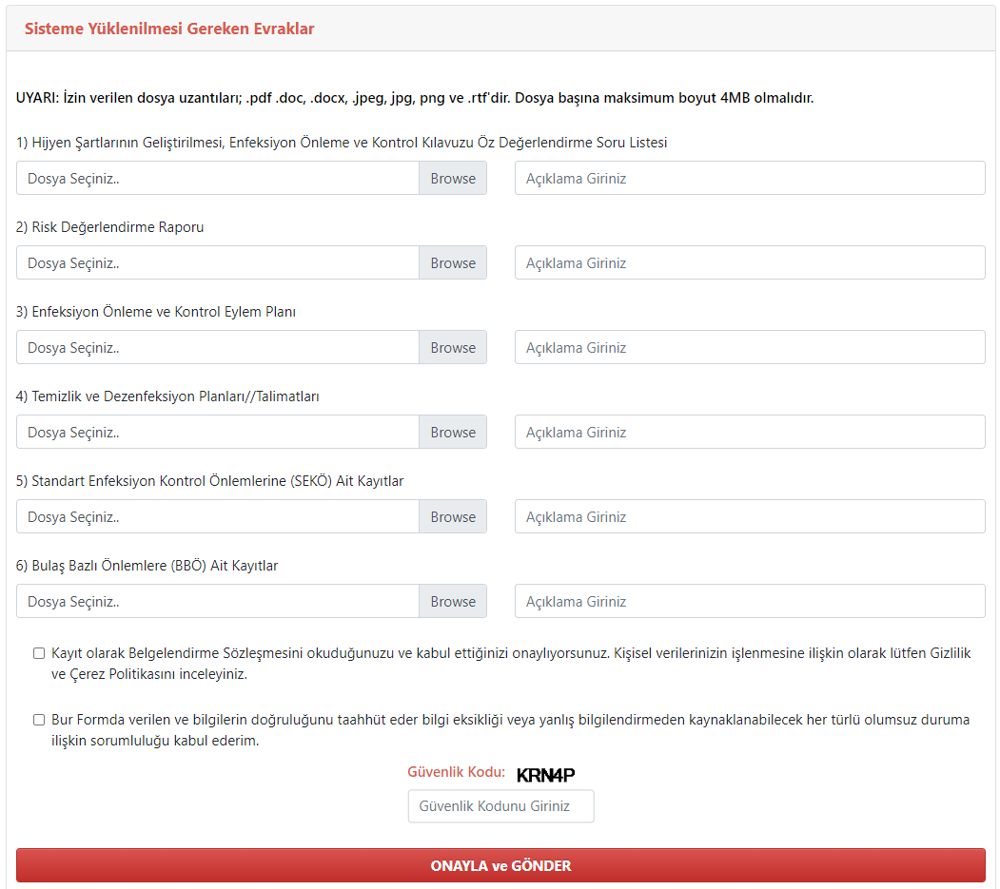 Sisteme Yüklenilmesi Gereken Evraklar
UYARI: İzin verilen dosya uzantıları; .pdf .doc, .docx, .jpeg, jpg, png ve .rtf'dir. Dosya başına maksimum boyut 4MB olmalıdır.
1) Hijyen Şartlarının Geliştirilmesi, Enfeksiyon Önleme ve Kontrol Kılavuzu Öz Değerlendirme Soru Listesi
Dosya Seçiniz.. Browse Açıklama Giriniz
2) Risk Değerlendirme Raporu
Dosya Seçiniz.. Browse Açıklama Giriniz
3) Enfeksiyon Önleme ve Kontrol Eylem Planı
Dosya Seçiniz.. Browse Açıklama Giriniz
4) Temizlik ve Dezenfeksiyon Planları//Talimatları
Dosya Seçiniz.. Browse Açıklama Giriniz
5) Standart Enfeksiyon Kontrol Önlemlerine (SEKÖ) Ait Kayıtlar
Dosya Seçiniz.. Browse Açıklama Giriniz
6) Bulaş Bazlı Önlemlere (BBÖ) Ait Kayıtlar
Dosya Seçiniz.. Browse Açıklama Giriniz
Kayıt olarak Belgelendirme Sözleşmesini okuduğunuzu ve kabul ettiğinizi onaylıyorsunuz. Kişisel verilerinizin işlenmesine ilişkin olarak lütfen Gizlilik
ve Çerez Politikasını inceleyiniz.
Bur Formda verilen ve bilgilerin doğruluğunu taahhüt eder bilgi eksikliği veya yanlış bilgilendirmeden kaynaklanabilecek her türlü olumsuz duruma
ilişkin sorumluluğu kabul ederim.
Güvenlik Kodu: KRN4P
Güvenlik Kodunu Giriniz
ONAYLA ve GÖNDER